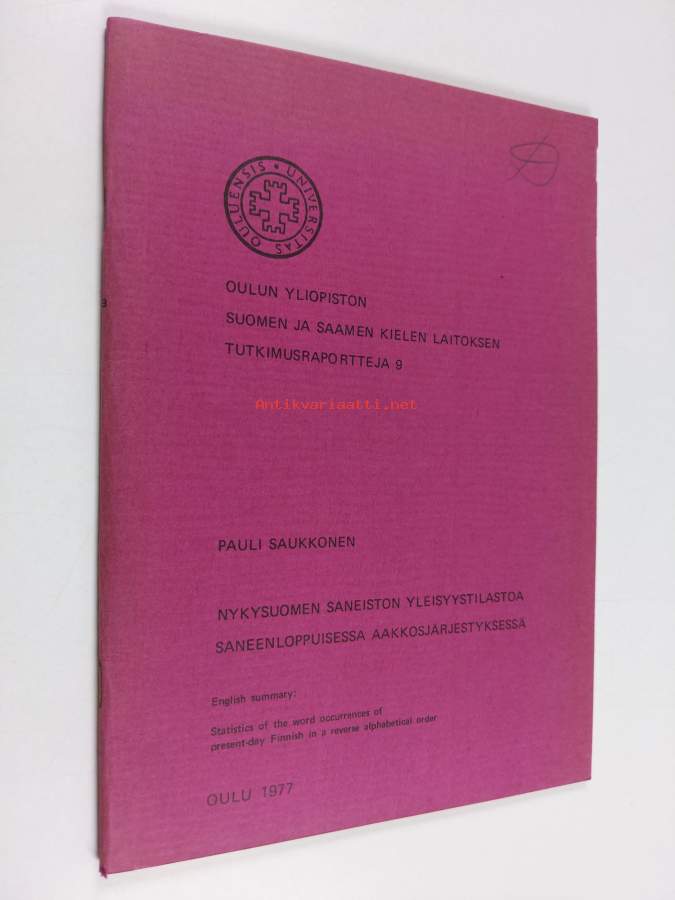 UNIVERSITAS OULUENSIS
OULUN YLIOPISTON
SUOMEN JA SAAMEN KIELEN LAITOKSEN
TUTKIMUSRAPORTTEJA 9
Antikvariaatti.net
PAULI SAUKKONEN
NYKYSUOMEN SANEISTON YLEISYYSTILASTOA
SANEENLOPPUISESSA AAKKOSJÄRJESTYKSESSÄ
English summary:
Statistics of the word occurrences of
present-day Finnish in a reverse alphabetical order
OULU 1977